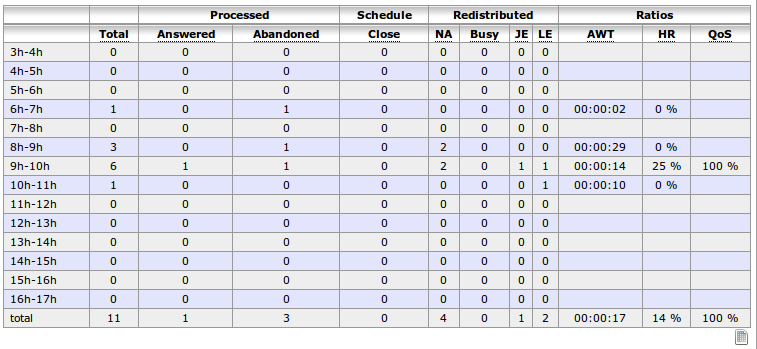 Processed Schedule Redistributed Ratios
Total Answered Abandoned Close NA Busy JE LE AWT HR QoS
3h-4h 0 0 0 0 0 0 0 0
4h-5h 0 0 0 0 0 0 0 0
5h-6h 0 0 0 0 0 0 0 0
6h-7h 1 0 1 0 0 0 0 0 00:00:02 0 %
7h-8h 0 0 0 0 0 0 0 0
8h-9h 3 0 1 0 2 0 0 0 00:00:29 0 %
9h-10h 6 1 1 0 2 0 1 1 00:00:14 25 % 100 %
10h-11h 1 0 0 0 0 0 0 1 00:00:10 0 %
11h-12h 0 0 0 0 0 0 0 0
12h-13h 0 0 0 0 0 0 0 0
13h-14h 0 0 0 0 0 0 0 0
14h-15h 0 0 0 0 0 0 0 0
15h-16h 0 0 0 0 0 0 0 0
16h-17h 0 0 0 0 0 0 0 0
total 11 1 3 0 4 0 1 2 00:00:17 14 % 100 %